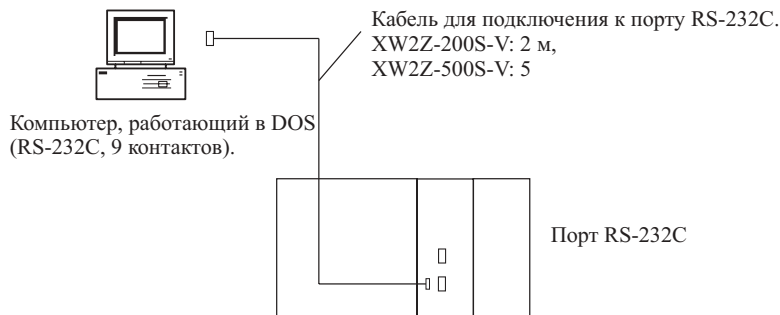 Кабель для подключения к порту RS-232C.
XW2Z-200S-V: 2 м,
XW2Z-500S-V: 5
Компьютер, работающий в DOS
(RS-232C, 9 контактов).
Порт RS-232C